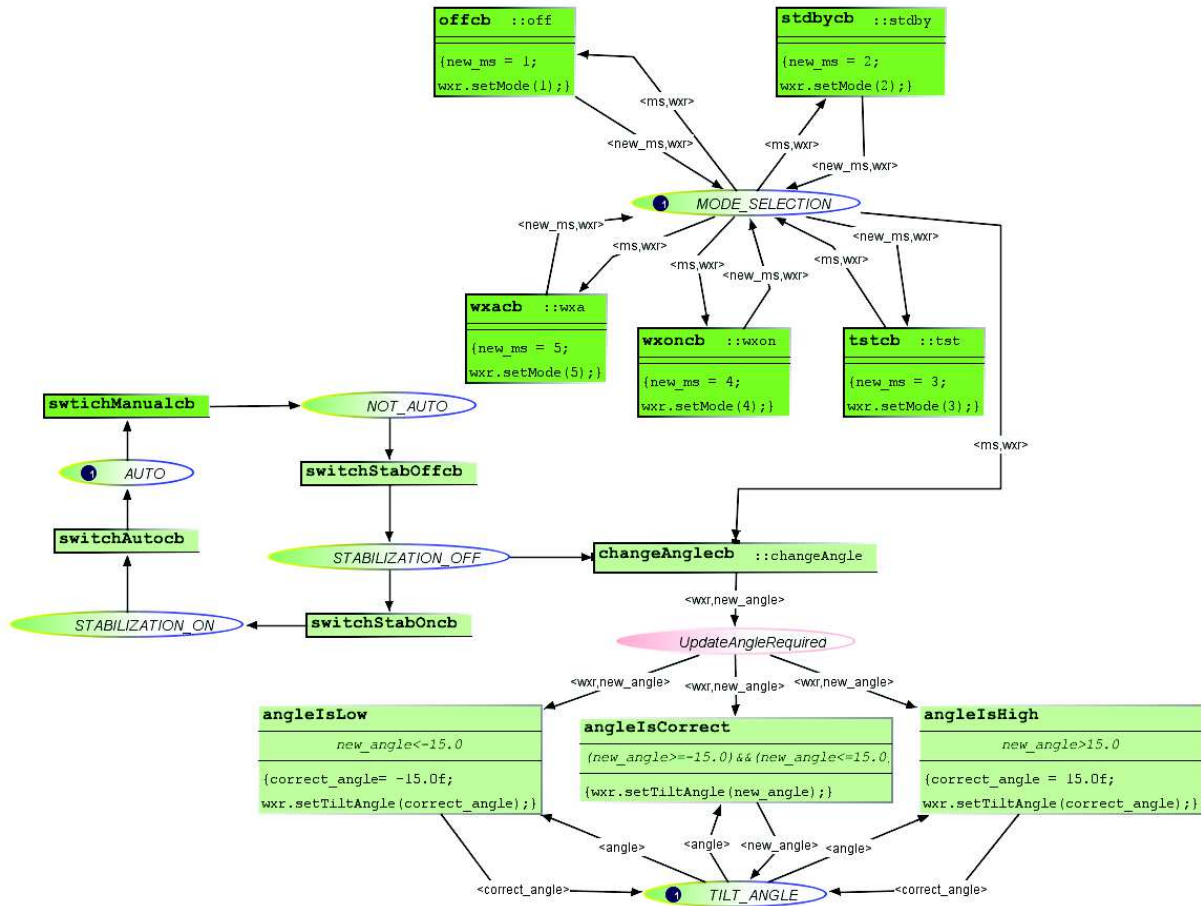 offcb ::off
{new_ms = 1;
wxr.setMode(1);}
stdbycb ::stdby
{new_ms = 2;
wxr.setMode(2);}
<ms,wxr>
<new_ms,wxr>
<ms,wxr>
<new_ms,wxr>
1 MODE_SELECTION
<new_ms,wxr>
<ms,wxr>
<ms,wxr>
<new_ms,wxr>
<ms,wxr>
<new_ms,wxr>
wxacb ::wxa
{new_ms = 5;
wxr.setMode(5);}
wxoncb ::wxon
{new_ms = 4;
wxr.setMode(4);}
tstcb ::tst
{new_ms = 3;
wxr.setMode(3);}
<ms,wxr>
swtichManualcb
NOT_AUTO
1 AUTO
switchStabOffcb
switchAutocb
STABILIZATION_OFF
changeAnglecb ::changeAngle
STABILIZATION_ON
switchStabOncb
<wxr,new_angle>
UpdateAngleRequired
<wxr,new_angle>
<wxr,new_angle>
<wxr,new_angle>
angleIsLow
new_angle<-15.0
{correct_angle= -15.0f;
wxr.setTiltAngle(correct_angle);}
angleIsCorrect
(new_angle>=-15.0)&&(new_angle<=15.0
{wxr.setTiltAngle(new_angle);}
angleIsHigh
new_angle>15.0
{correct_angle = 15.0f;
wxr.setTiltAngle(correct_angle);}
<angle>
<angle>
<new_angle>
<angle>
<correct_angle>
1 TILT_ANGLE
<correct_angle>